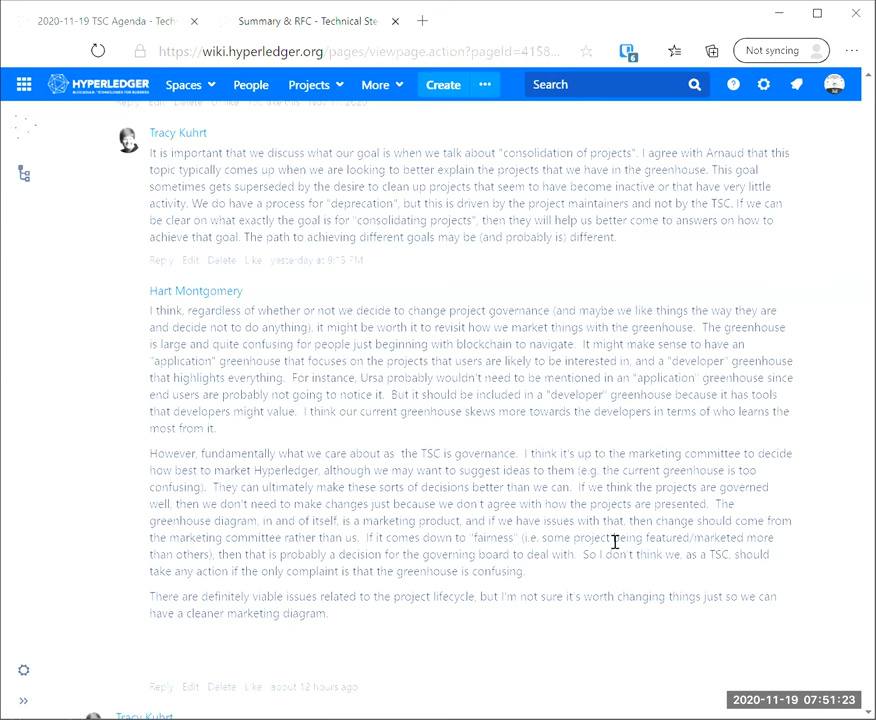 2020-11-19 TSC Agenda - Tech
Summary & RFC - Technical Ste
https://wiki.hyperledger.org/pages/viewpage.action?pageId=4158...
6
Not syncing
HYPERLEDGER
BLOCKCHAIN TECHNOLOGIES FOR BUSINESS
Spaces
People
Projects
More
Create
Search
Tracy Kuhrt
It is important that we discuss what our goal is when we talk about "consolidation of projects". I agree with Arnaud that this
topic typically comes up when we are looking to better explain the projects that we have in the greenhouse. This goal
sometimes gets superseded by the desire to clean up projects that seem to have become inactive or that have very little
activity. We do have a process for "deprecation", but this is driven by the project maintainers and not by the TSC. If we can
be clear on what exactly the goal is for "consolidating projects", then they will help us better come to answers on how to
achieve that goal. The path to achieving different goals may be (and probably is) different.
Reply Edit Delete Like yesterday at 9:13 PM
Hart Montgomery
I think, regardless of whether or not we decide to change project governance (and maybe we like things the way they are
and decide not to do anything), it might be worth it to revisit how we market things with the greenhouse. The greenhouse
is large and quite confusing for people just beginning with blockchain to navigate. It might make sense to have an
"application" greenhouse that focuses on the projects that users are likely to be interested in, and a "developer" greenhouse
that highlights everything. For instance, Ursa probably wouldn't need to be mentioned in an "application" greenhouse since
end users are probably not going to notice it. But it should be included in a "developer" greenhouse because it has tools
that developers might value. I think our current greenhouse skews more towards the developers in terms of who learns the
most from it.
However, fundamentally what we care about as the TSC is governance. I think it's up to the marketing committee to decide
how best to market Hyperledger, although we may want to suggest ideas to them (e.g. the current greenhouse is too
confusing). They can ultimately make these sorts of decisions better than we can. If we think the projects are governed
well, then we don't need to make changes just because we don't agree with how the projects are presented. The
greenhouse diagram, in and of itself, is a marketing product, and if we have issues with that, then change should come from
the marketing committee rather than us. If it comes down to "fairness" (i.e. some project being featured/marketed more
than others), then that is probably a decision for the governing board to deal with. So I don't think we, as a TSC, should
take any action if the only complaint is that the greenhouse is confusing.
There are definitely viable issues related to the project lifecycle, but I'm not sure it's worth changing things just so we can
have a cleaner marketing diagram.
Reply Edit Delete Like about 12 hours ago
2020-11-19 07:51:23
Tracy Kuhrt